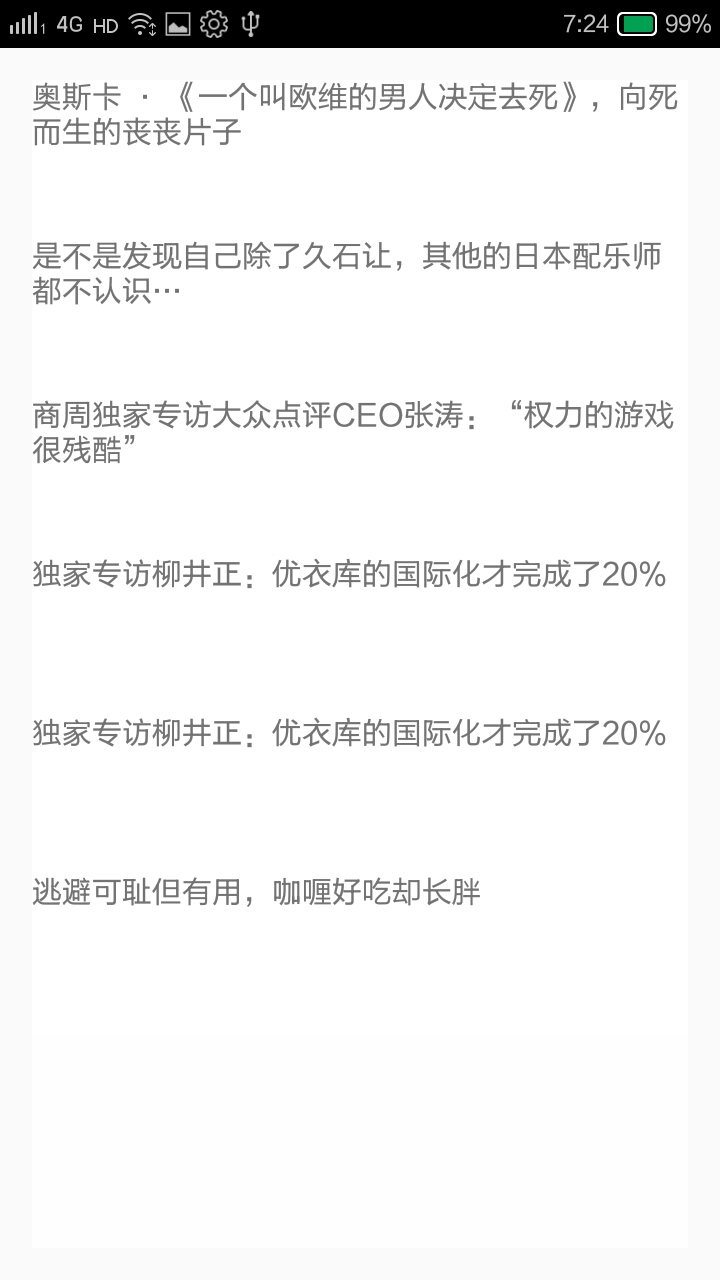 1 4G HD 7:24 99%
奥斯卡 · 《一个叫欧维的男人决定去死》，向死
而生的丧丧片子
是不是发现自己除了久石让，其他的日本配乐师
都不认识…
商周独家专访大众点评CEO张涛：“权力的游戏
很残酷”
独家专访柳井正：优衣库的国际化才完成了20%
独家专访柳井正：优衣库的国际化才完成了20%
逃避可耻但有用，咖喱好吃却长胖